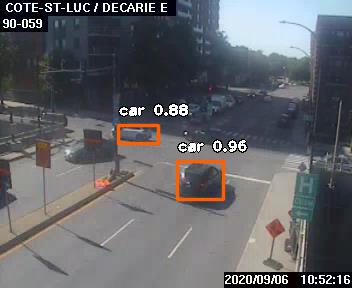 COTE-ST-LUC / DECARIE E
90-059
car 0.88
car 0.96
H
2020/09/06 10:52:16